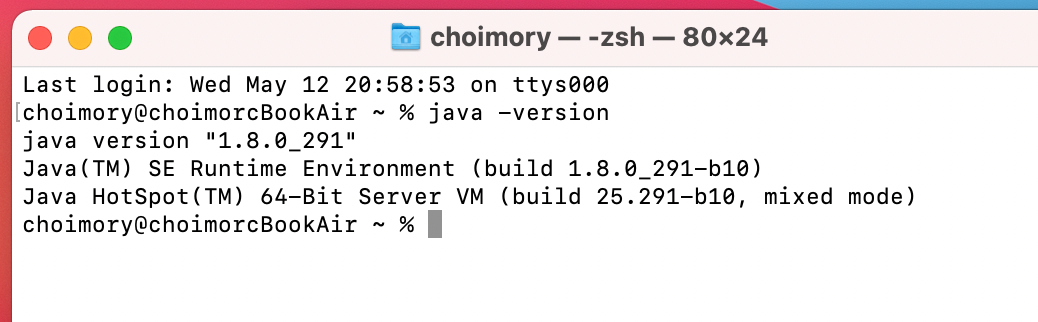 choimory — -zsh — 80×24
Last login: Wed May 12 20:58:53 on ttys000
[choimory@choimorcBookAir ~ % java -version
java version "1.8.0_291"
Java(TM) SE Runtime Environment (build 1.8.0_291-b10)
Java HotSpot(TM) 64-Bit Server VM (build 25.291-b10, mixed mode)
choimory@choimorcBookAir ~ %